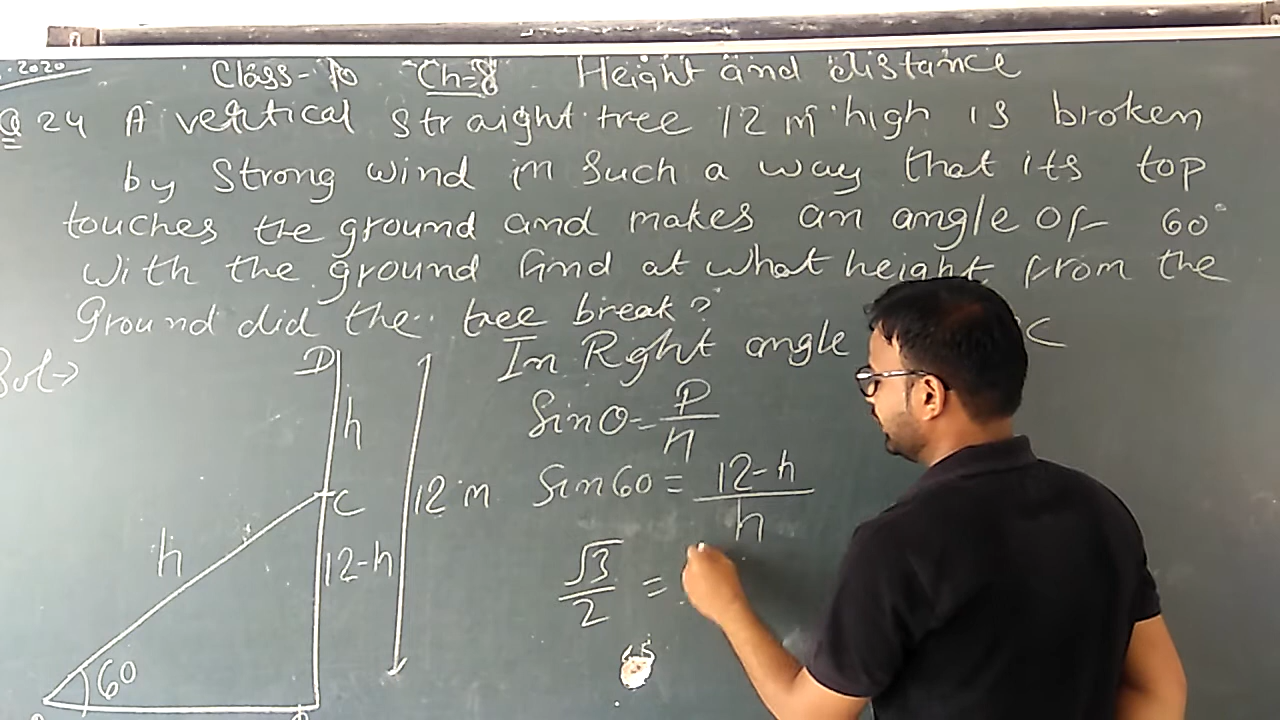 .2020
Class-10 Ch=8 Height and distance
Q 24 A vertical straight tree 12 m high is broken
by strong wind in such a way that its top
touches the ground and makes an angle of 60°
with the ground find at what height from the
Ground did the tree break?
Sol→
In Right angle C
Sinθ = P/h
Sin60 = 12-h/h
√3/2 =
D
h
C
12 m
h
12-h
60